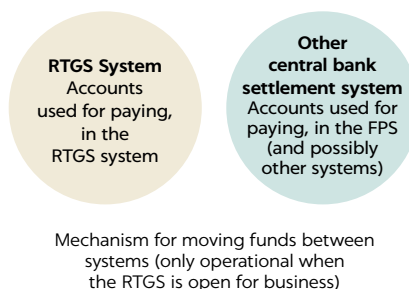 RTGS System
Accounts
used for paying,
in the
RTGS system
Other
central bank
settlement system
Accounts used for
paying, in the FPS
(and possibly
other systems)
Mechanism for moving funds between
systems (only operational when
the RTGS is open for business)